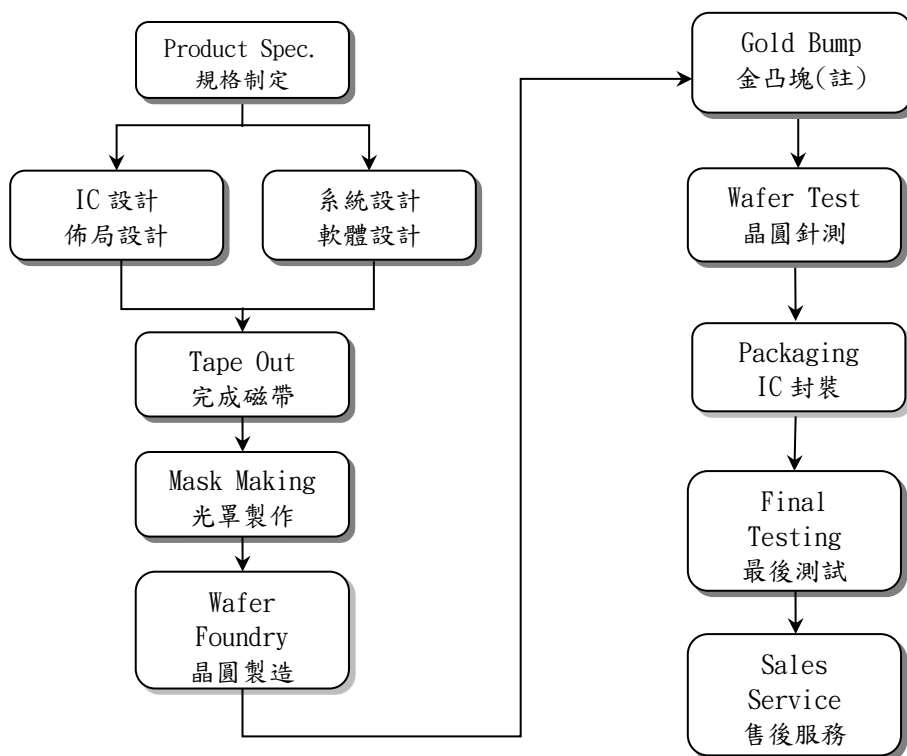 Product Spec.
規格制定
IC 設計
佈局設計
系統設計
軟體設計
Tape Out
完成磁帶
Mask Making
光罩製作
Wafer
Foundry
晶圓製造
Gold Bump
金凸塊(註)
Wafer Test
晶圓針測
Packaging
IC 封裝
Final
Testing
最後測試
Sales
Service
售後服務